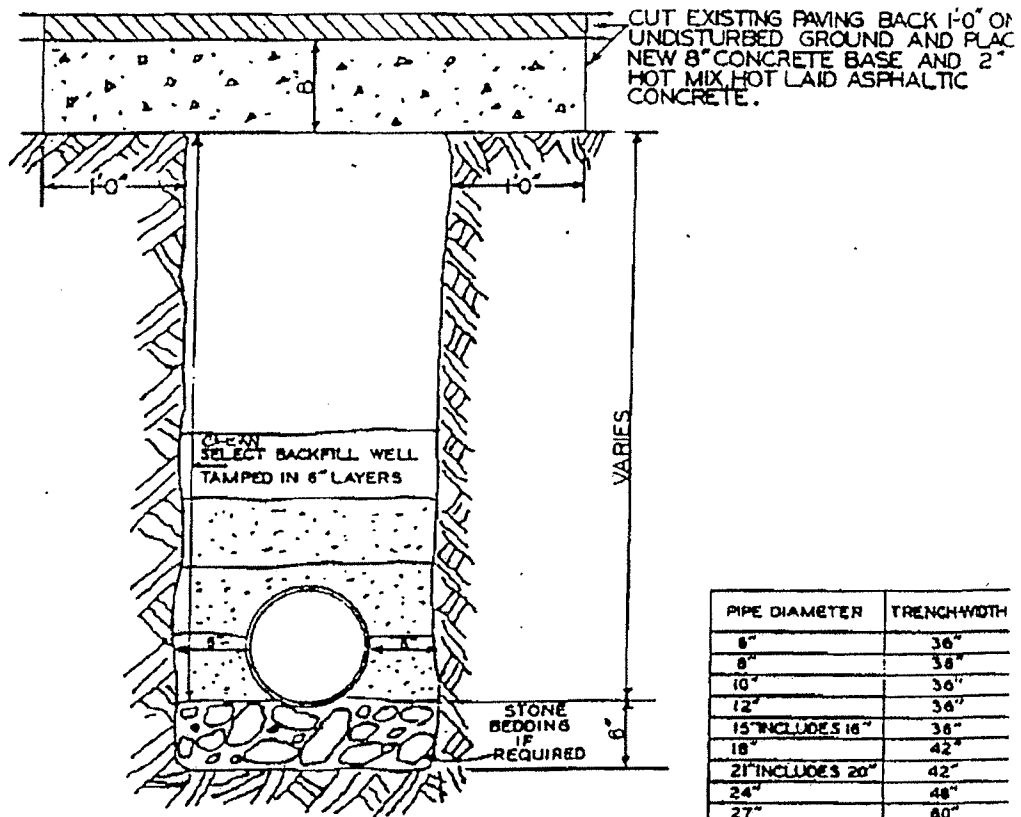 CUT EXISTING PAVING BACK 1'-0" ON
UNDISTURBED GROUND AND PLAC
NEW 8" CONCRETE BASE AND 2"
HOT MIX, HOT LAID ASPHALTIC
CONCRETE.
8"
1'-0"
1'-0"
VARIES
CLEAN
SELECT BACKFILL WELL
TAMPED IN 6" LAYERS
STONE
BEDDING
IF
REQUIRED
6"
PIPE DIAMETER TRENCH WIDTH
6" 36"
8" 36"
10" 36"
12" 36"
15" INCLUDES 16" 36"
18" 42"
21" INCLUDES 20" 42"
24" 48"
27" 60"